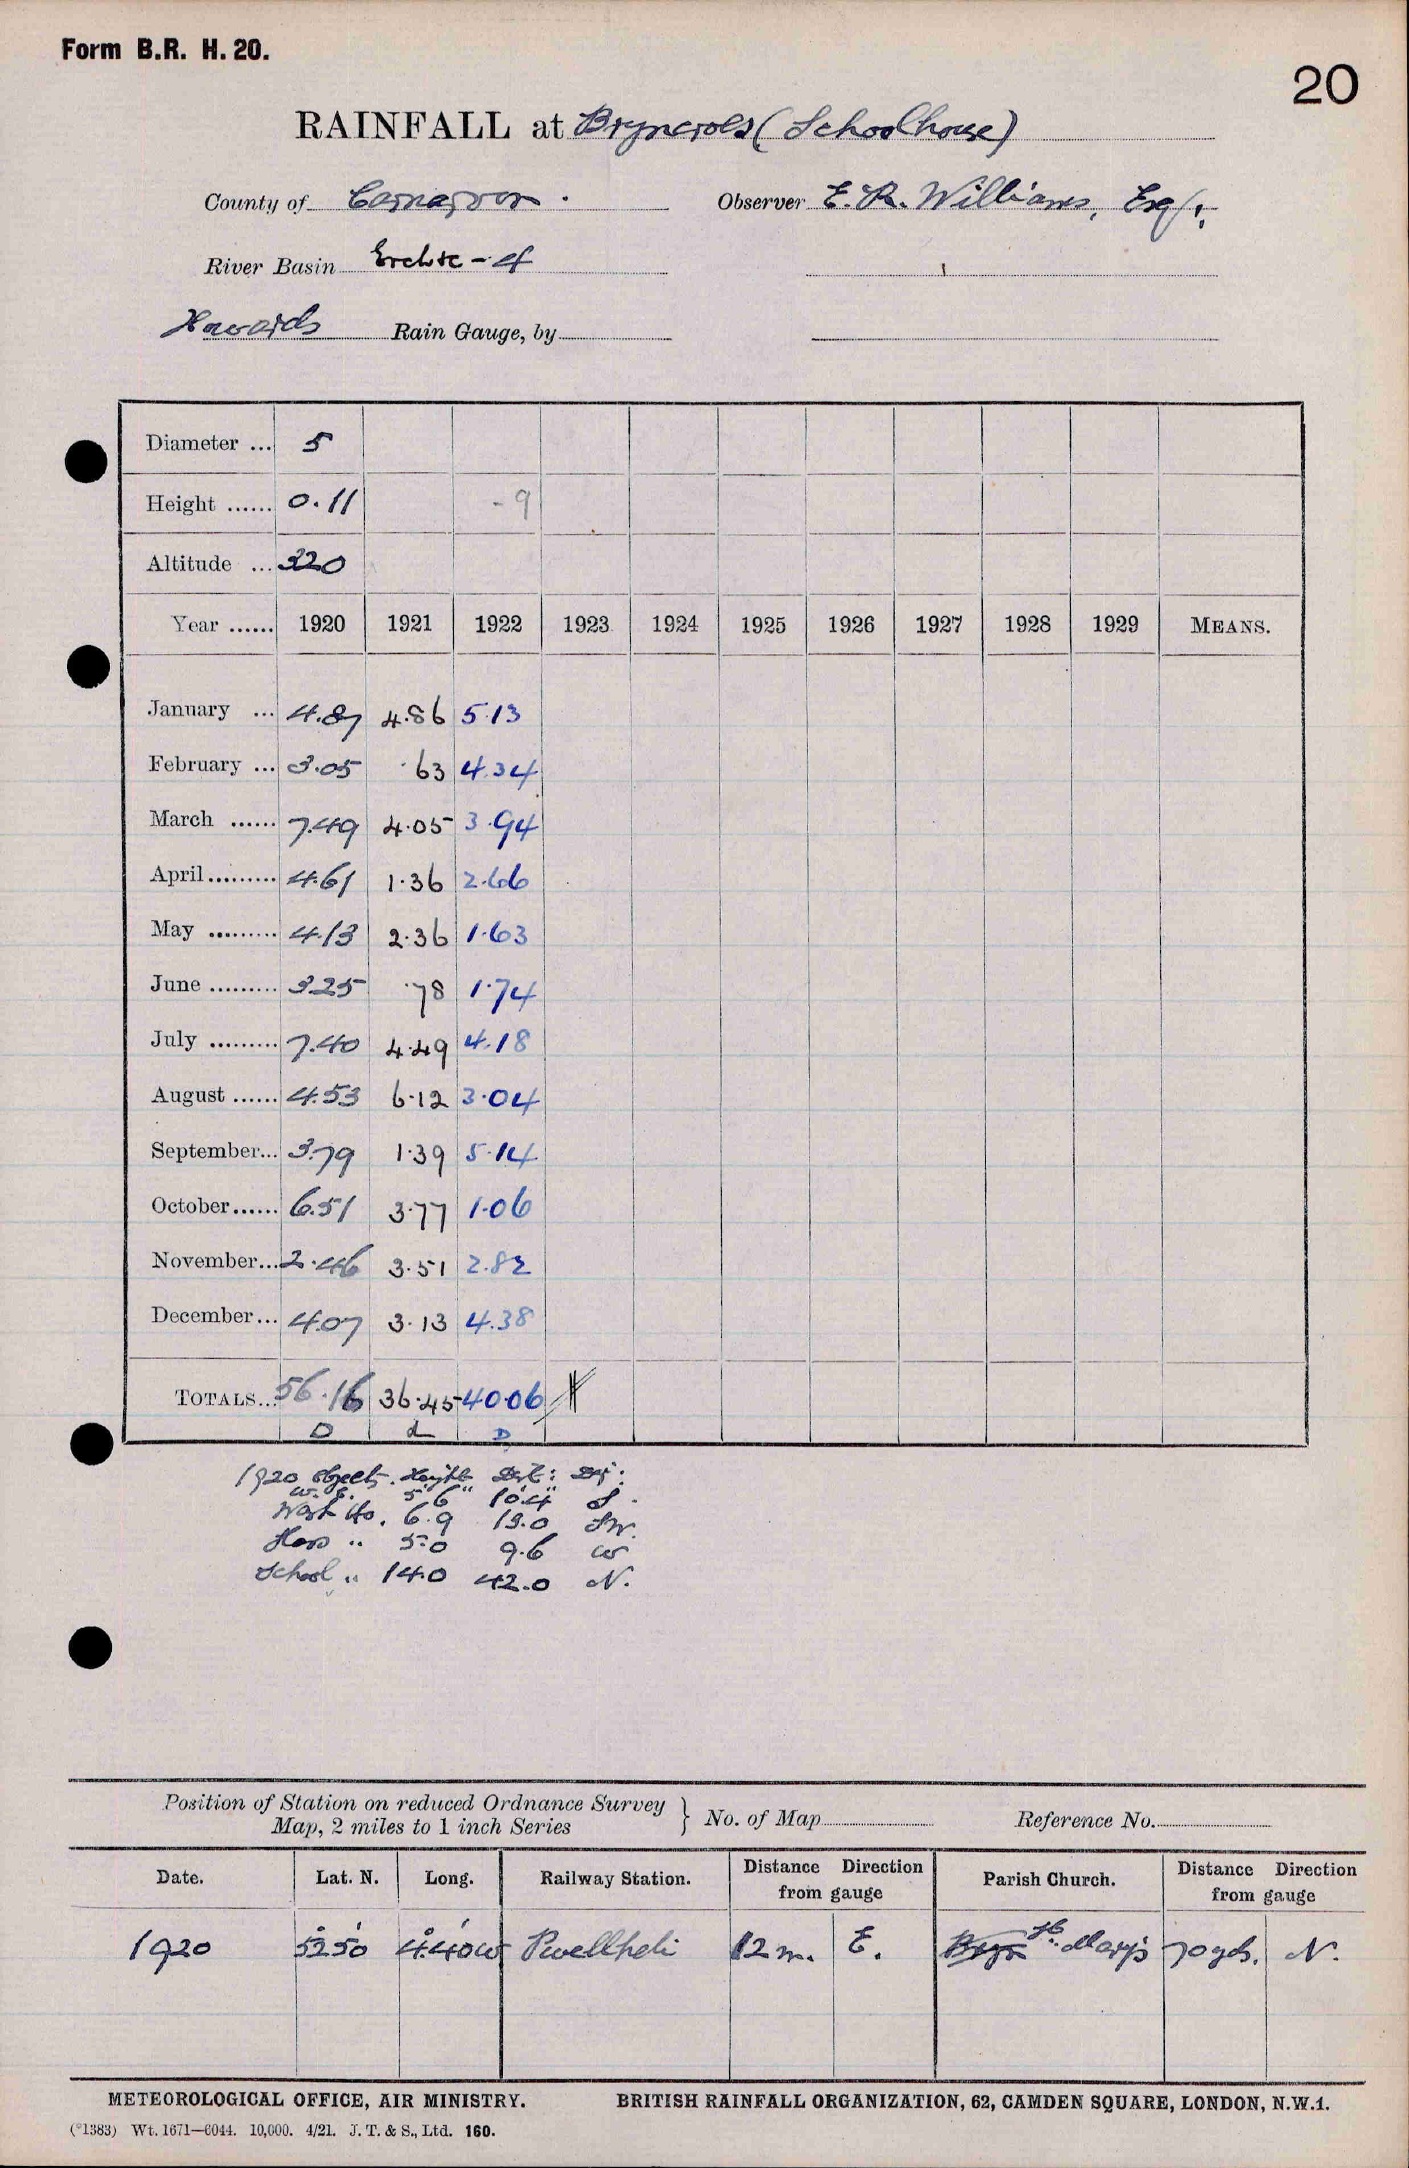 Form B.R. H. 20.
20
RAINFALL at Bryncroes (Schoolhouse)
County of Carnarvon. Observer E. R. Williams, Esqr.,
River Basin
Howards Rain Gauge, by
Diameter ... 5
Height ...... 0.11 - 9
Altitude ... 320
Year ...... 1920 1921 1922 1923 1924 1925 1926 1927 1928 1929 MEANS.
January ... 4.87 4.86 5.13
February ... 3.05 .63 4.34
March ...... 7.49 4.05 3.94
April ......... 4.61 1.36 2.66
May ......... 4.13 2.36 1.63
June ......... 3.25 .78 1.74
July ......... 7.40 4.49 4.18
August ...... 4.53 6.12 3.04
September... 3.79 1.39 5.14
October...... 6.51 3.77 1.06
November... 2.46 3.51 2.82
December... 4.07 3.13 4.38
TOTALS... 56.16 36.45 40.06
D d D
1920 Objects. Height Dist: Dir:
5'6" 10'4" S.
Wash Ho. 6.9 13.0 SW.
5.0 9.6 W
School " 14.0 42.0 N.
Position of Station on reduced Ordnance Survey
Map, 2 miles to 1 inch Series } No. of Map Reference No.
Date. Lat. N. Long. Railway Station. Distance Direction from gauge Parish Church. Distance Direction from gauge
1920 52°50' 4°40'W Pwllheli 12 m. E. St. Mary's 70 yds. N.
METEOROLOGICAL OFFICE, AIR MINISTRY. BRITISH RAINFALL ORGANIZATION, 62, CAMDEN SQUARE, LONDON, N.W.1.
(*1383) Wt. 1671—6044. 10,000. 4/21. J. T. & S., Ltd. 160.